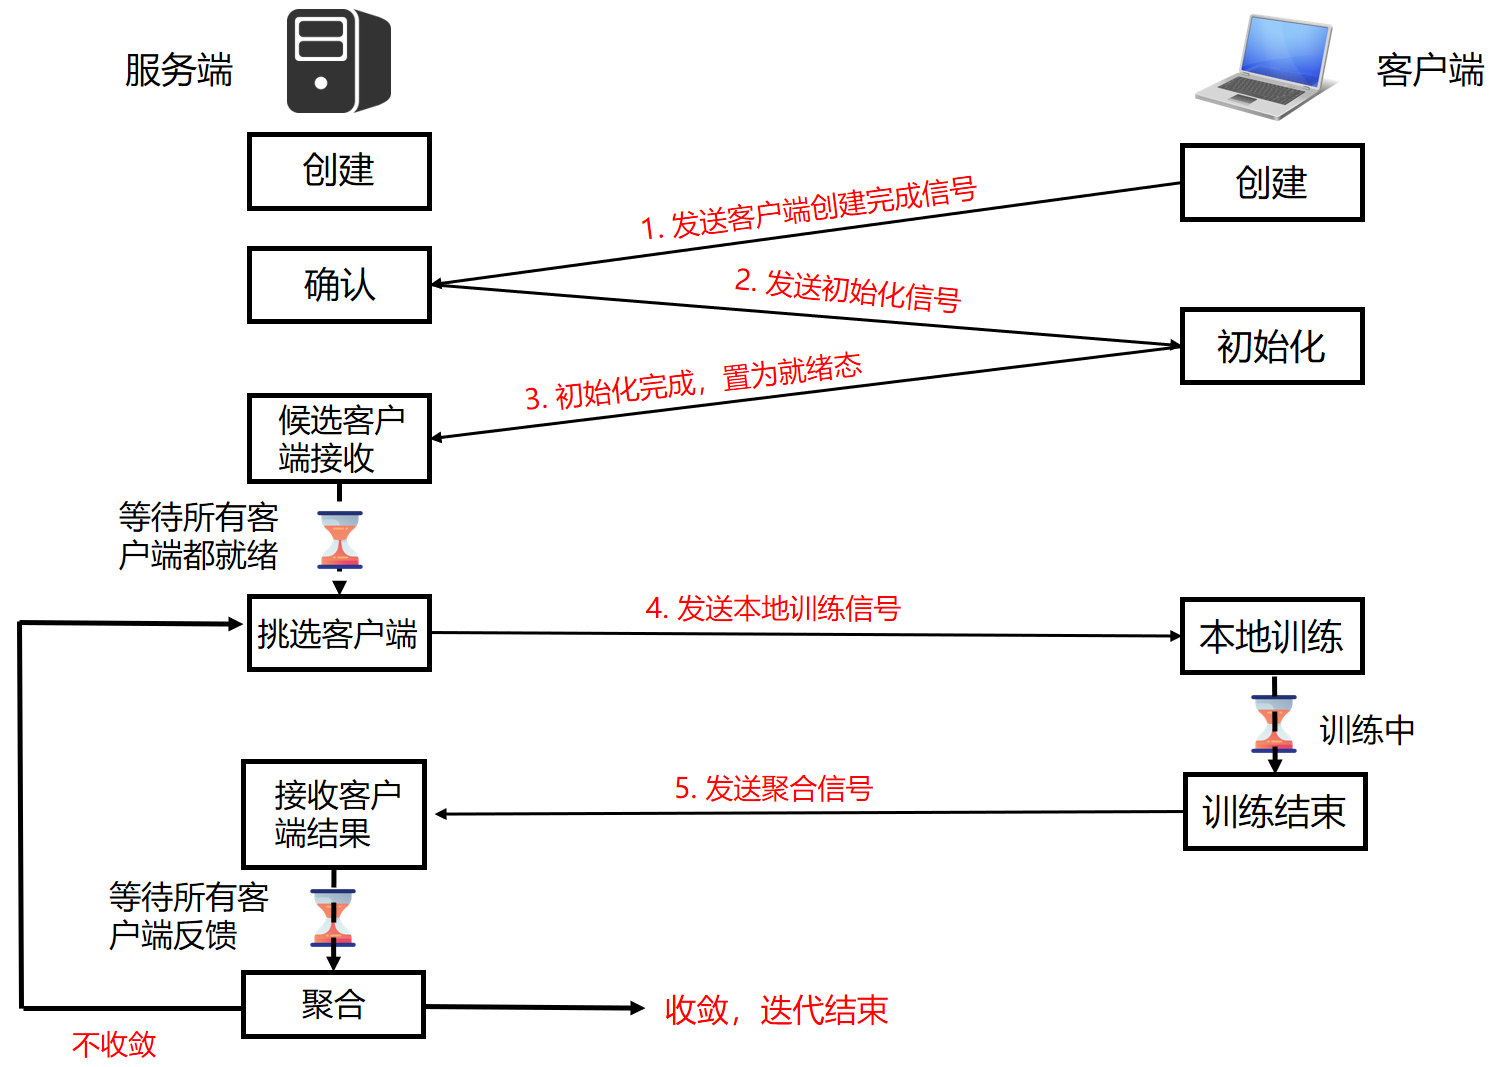 服务端
客户端
创建
创建
1. 发送客户端创建完成信号
确认
2. 发送初始化信号
初始化
3. 初始化完成，置为就绪态
候选客户
端接收
等待所有客
户端都就绪
挑选客户端
4. 发送本地训练信号
本地训练
训练中
接收客户
端结果
5. 发送聚合信号
训练结束
等待所有客
户端反馈
聚合
收敛，迭代结束
不收敛